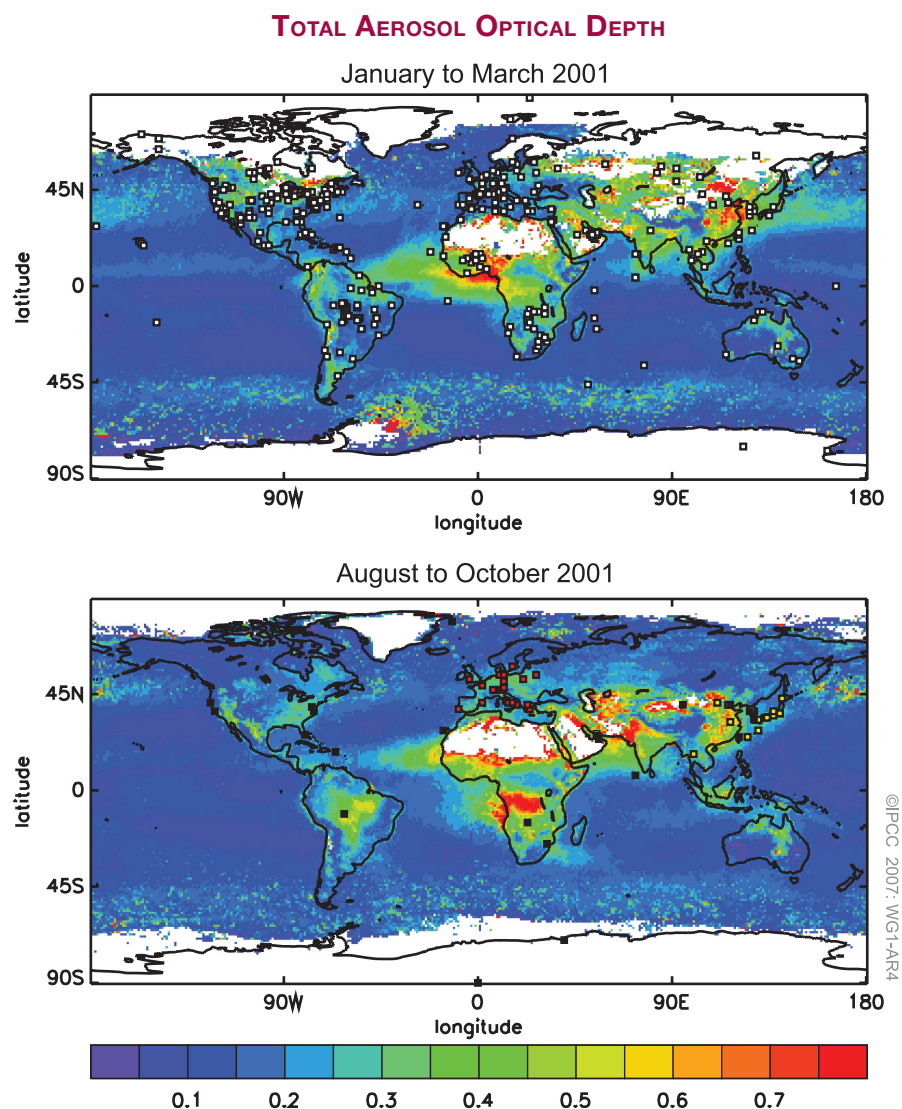 TOTAL AEROSOL OPTICAL DEPTH
January to March 2001
latitude
45N
0
45S
90S
90W 0 90E 180
longitude
August to October 2001
latitude
45N
0
45S
90S
90W 0 90E 180
longitude
0.1 0.2 0.3 0.4 0.5 0.6 0.7
©IPCC 2007: WG1-AR4